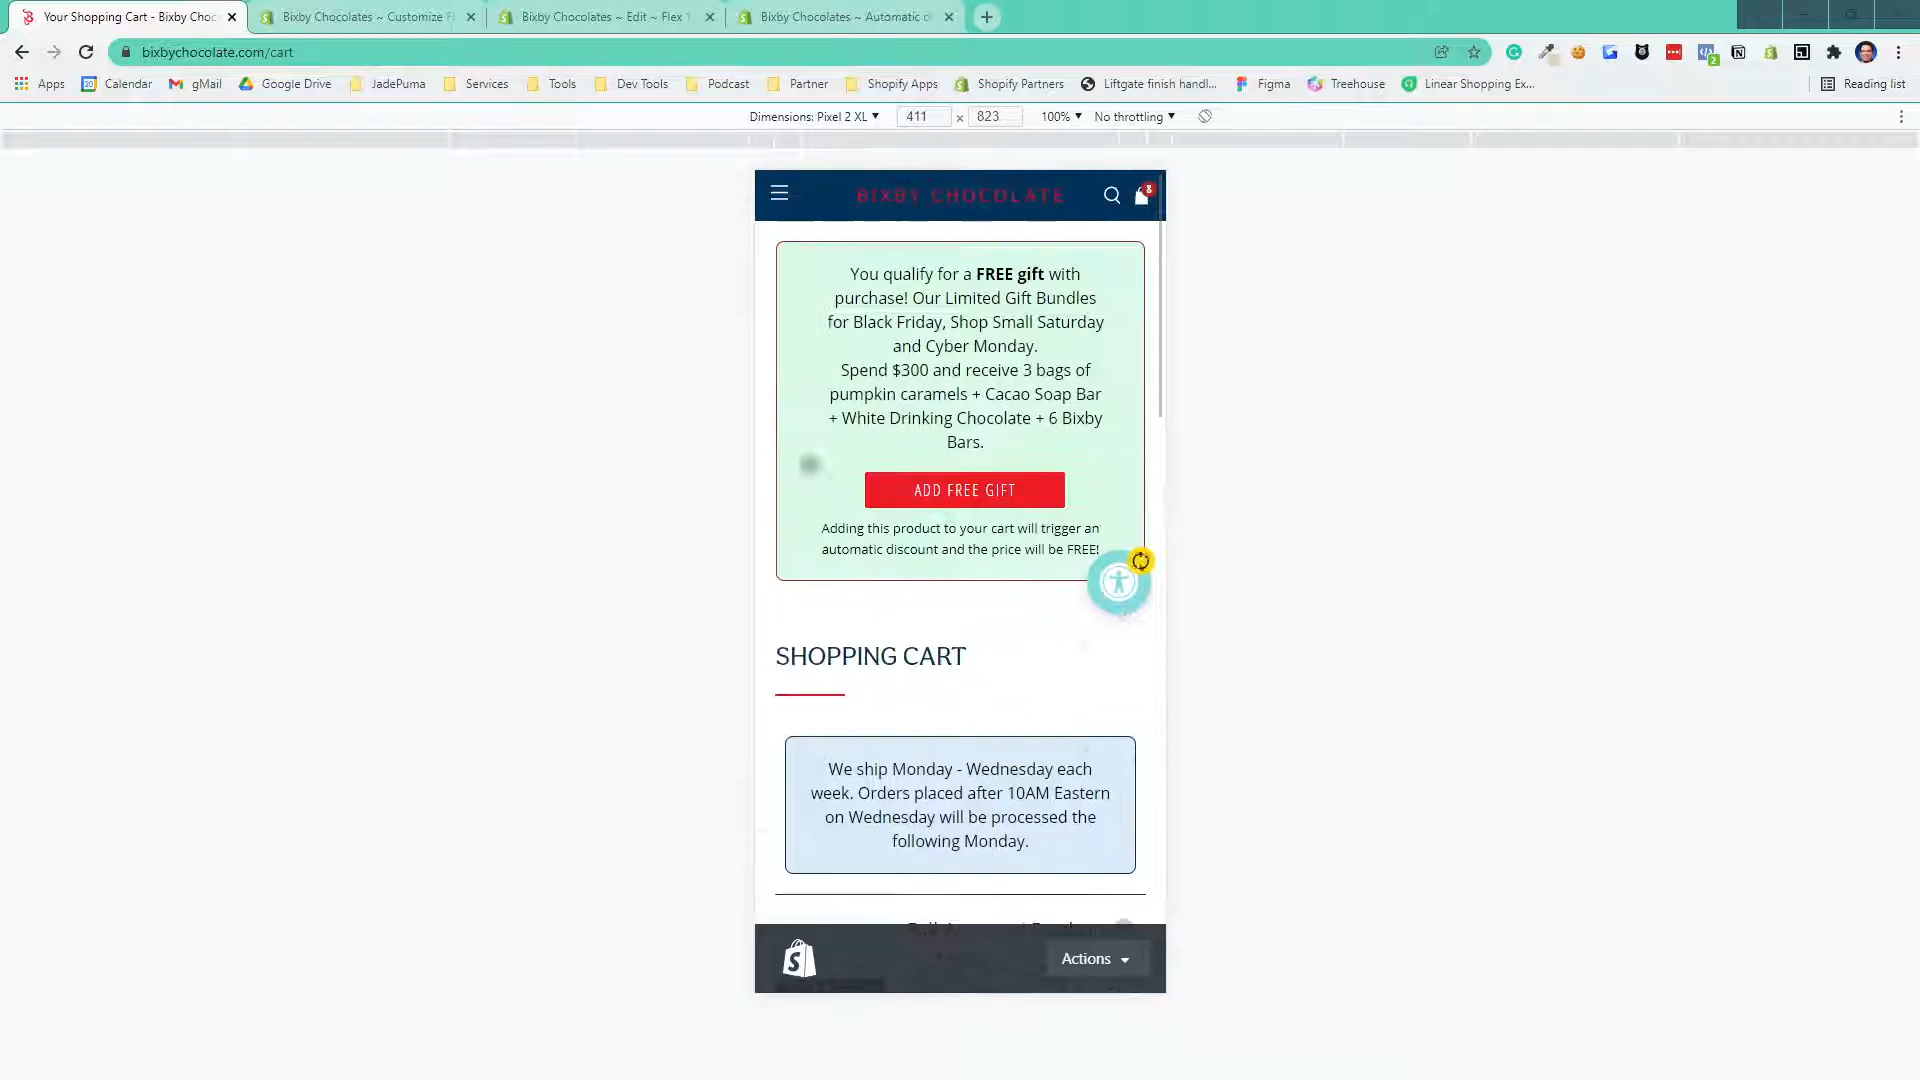 Your Shopping Cart - Bixby Choc
Bixby Chocolates ~ Customize Fl
Bixby Chocolates ~ Edit ~ Flex
Bixby Chocolates ~ Automatic d
bixbychocolate.com/cart
2
Apps
20
Calendar
gMail
Google Drive
JadePuma
Services
Tools
Dev Tools
Podcast
Partner
Shopify Apps
Shopify Partners
Liftgate finish handl...
Figma
Treehouse
Linear Shopping Ex...
Reading list
Dimensions: Pixel 2 XL
411
x
823
100%
No throttling
BIXBY CHOCOLATE
You qualify for a FREE gift with
purchase! Our Limited Gift Bundles
for Black Friday, Shop Small Saturday
and Cyber Monday.
Spend $300 and receive 3 bags of
pumpkin caramels + Cacao Soap Bar
+ White Drinking Chocolate + 6 Bixby
Bars.
ADD FREE GIFT
Adding this product to your cart will trigger an
automatic discount and the price will be FREE!
SHOPPING CART
We ship Monday - Wednesday each
week. Orders placed after 10AM Eastern
on Wednesday will be processed the
following Monday.
Actions